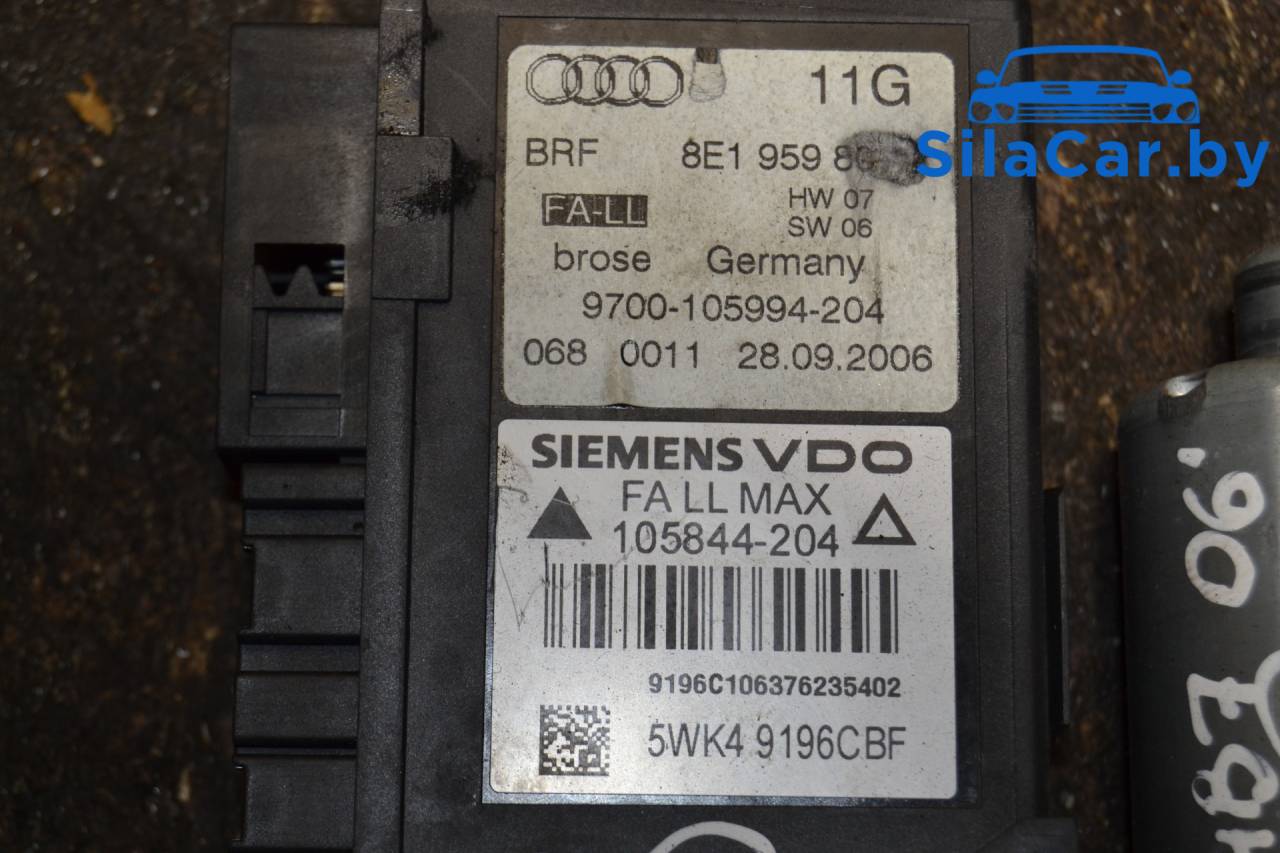 11G
SilaCar.by
BRF 8E1 959
FA-LL HW 07
SW 06
brose Germany
9700-105994-204
068 0011 28.09.2006
SIEMENS VDO
FA LL MAX
105844-204
9196C106376235402
5WK4 9196CBF